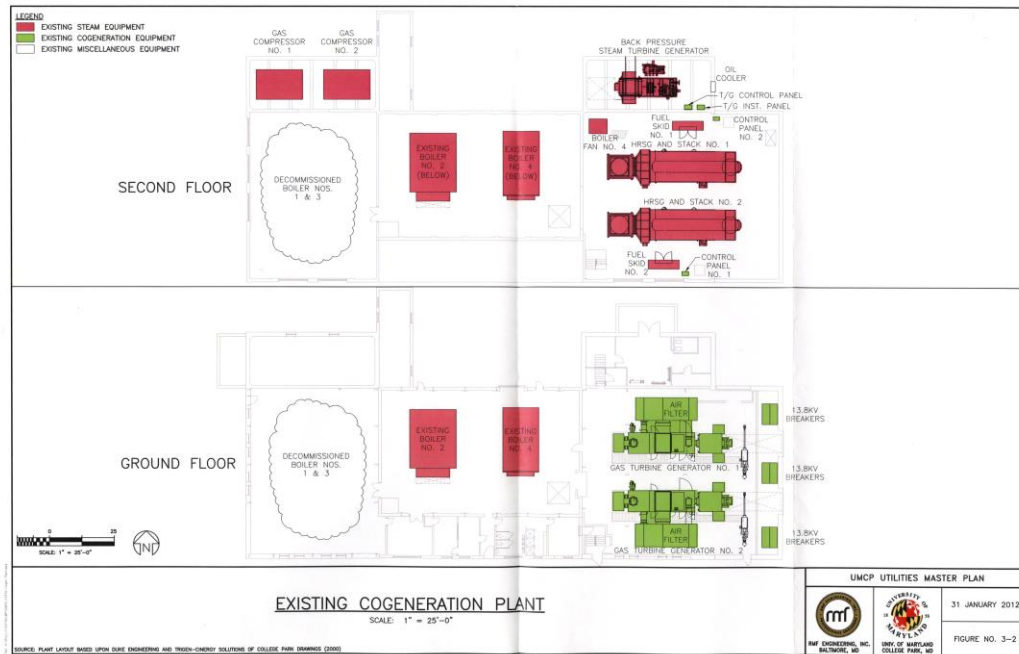 LEGEND
EXISTING STEAM EQUIPMENT
EXISTING COGENERATION EQUIPMENT
EXISTING MISCELLANEOUS EQUIPMENT
GAS
COMPRESSOR
NO. 1
GAS
COMPRESSOR
NO. 2
BACK PRESSURE
STEAM TURBINE GENERATOR
OIL
COOLER
T/G CONTROL PANEL
T/G INST. PANEL
CONTROL
PANEL
NO. 2
FUEL
SKID
NO. 1
BOILER
FAN NO. 4
HRSG AND STACK NO. 1
EXISTING
BOILER
NO. 2
(BELOW)
EXISTING
BOILER
NO. 4
(BELOW)
SECOND FLOOR
DECOMMISSIONED
BOILER NOS.
1 & 3
HRSG AND STACK NO. 2
FUEL
SKID
NO. 2
CONTROL
PANEL
NO. 1
AIR
FILTER
13.8KV
BREAKERS
EXISTING
BOILER
NO. 2
EXISTING
BOILER
NO. 4
GROUND FLOOR
DECOMMISSIONED
BOILER NOS.
1 & 3
GAS TURBINE GENERATOR NO. 1
13.8KV
BREAKERS
AIR
FILTER
13.8KV
BREAKERS
GAS TURBINE GENERATOR NO. 2
0 25
SCALE: 1" = 25'-0"
N
EXISTING COGENERATION PLANT
SCALE: 1" = 25'-0"
SOURCE: PLANT LAYOUT BASED UPON DUKE ENGINEERING AND TRIGEN-CINERGY SOLUTIONS OF COLLEGE PARK DRAWINGS (2000)
UMCP UTILITIES MASTER PLAN
rmf
RMF ENGINEERING, INC.
BALTIMORE, MD
UNIVERSITY OF
MARYLAND
18 56
UNIV. OF MARYLAND
COLLEGE PARK, MD
31 JANUARY 2012
FIGURE NO. 3-2